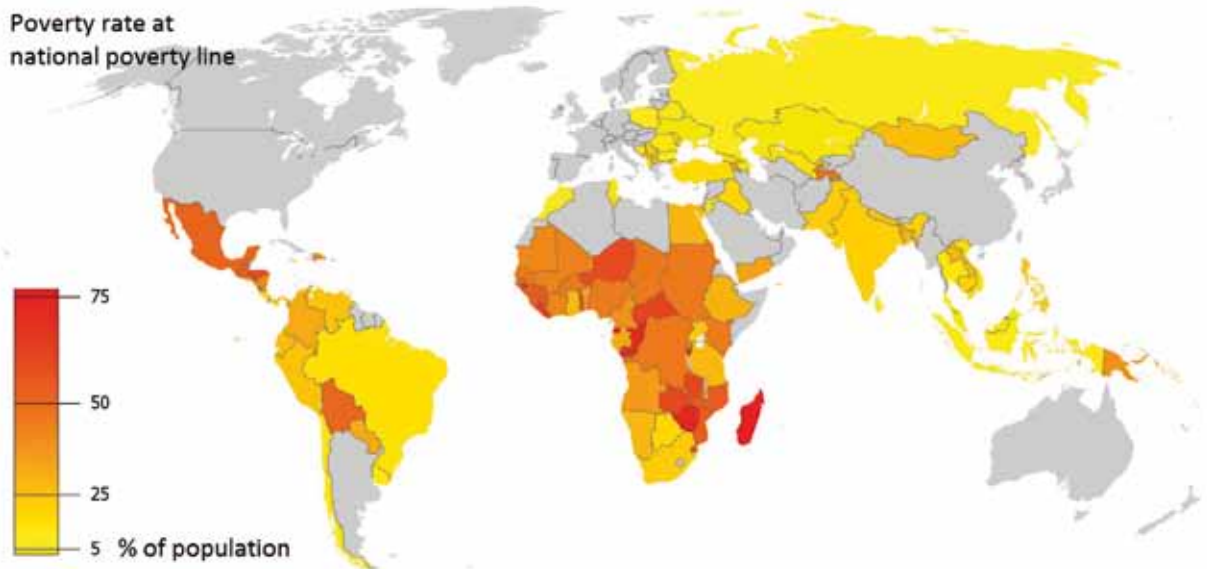 Poverty rate at
national poverty line
75
50
25
5 % of population